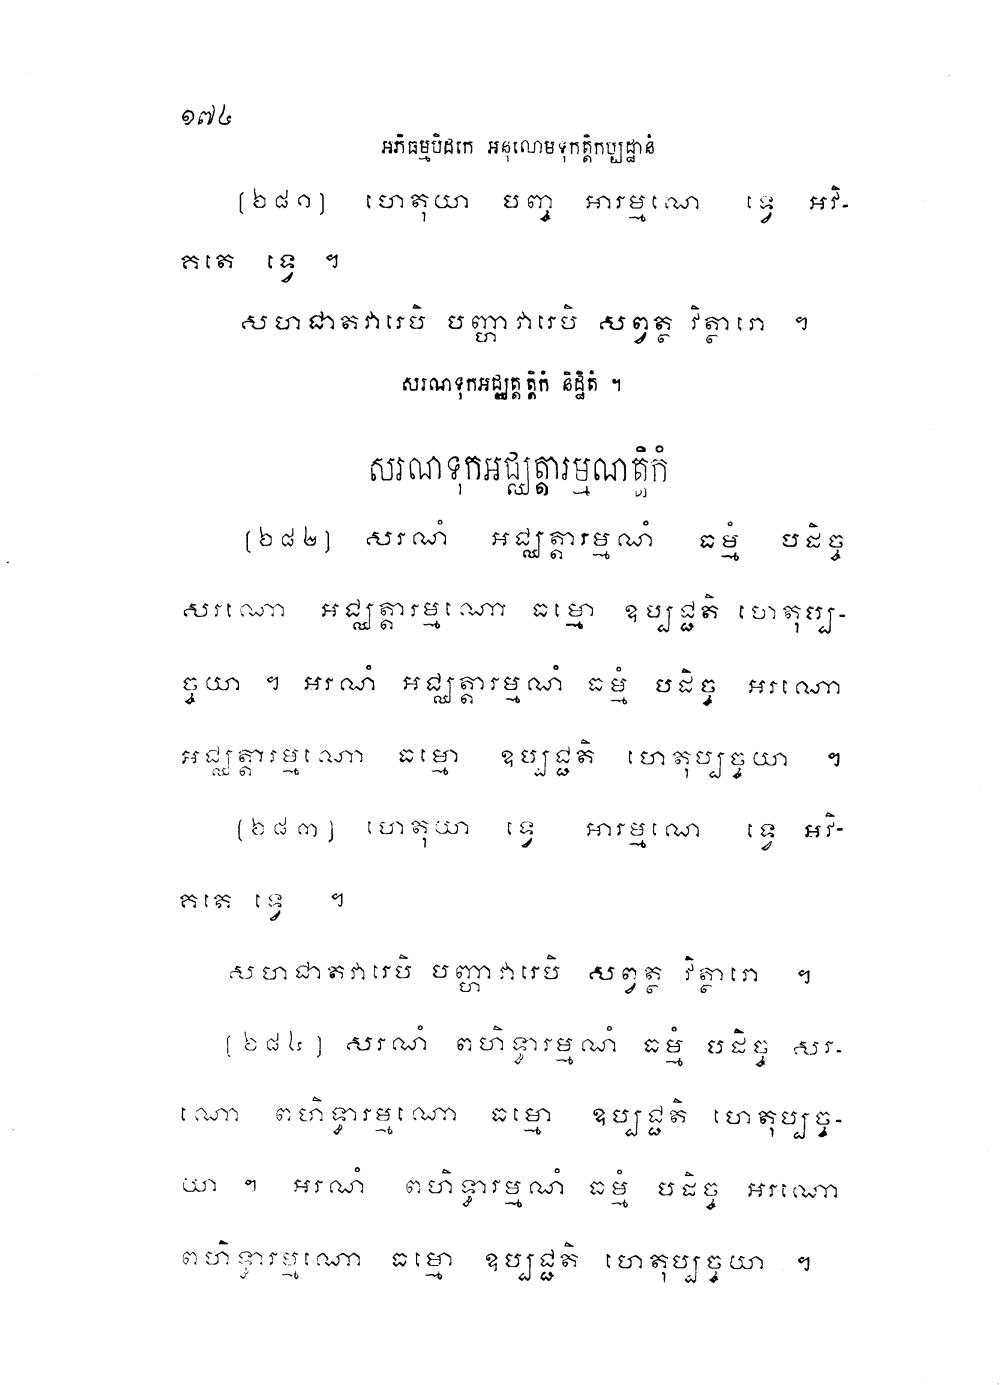 ១៧៤
អភិធម្មបិដកេ អនុលោមទុកត្តិកប្បដ្ឋានំ
[៦៨១] ហេតុយា បញ្ច អារម្មណេ ទ្វេ អវិ-
គតេ ទ្វេ ។
សហជាតវារេបិ បញ្ហាវារេបិ សព្វត្ថ វិត្ថារោ ។
សរណទុកអជ្ឈត្តត្តិកំ និដ្ឋិតំ ។
សរណទុកអជ្ឈត្តារម្មណត្តិកំ
[៦៨២] សរណំ អជ្ឈត្តារម្មណំ ធម្មំ បដិច្ច
សរណោ អជ្ឈត្តារម្មណោ ធម្មោ ឧប្បជ្ជតិ ហេតុប្ប-
ច្ចយា ។ អរណំ អជ្ឈត្តារម្មណំ ធម្មំ បដិច្ច អរណោ
អជ្ឈត្តារម្មណោ ធម្មោ ឧប្បជ្ជតិ ហេតុប្បច្ចយា ។
[៦៨៣] ហេតុយា ទ្វេ អារម្មណេ ទ្វេ អវិ-
គតេ ទ្វេ ។
សហជាតវារេបិ បញ្ហាវារេបិ សព្វត្ថ វិត្ថារោ ។
[៦៨៤] សរណំ ពហិទ្ធារម្មណំ ធម្មំ បដិច្ច សរ-
ណោ ពហិទ្ធារម្មណោ ធម្មោ ឧប្បជ្ជតិ ហេតុប្បច្ច-
យា ។ អរណំ ពហិទ្ធារម្មណំ ធម្មំ បដិច្ច អរណោ
ពហិទ្ធារម្មណោ ធម្មោ ឧប្បជ្ជតិ ហេតុប្បច្ចយា ។